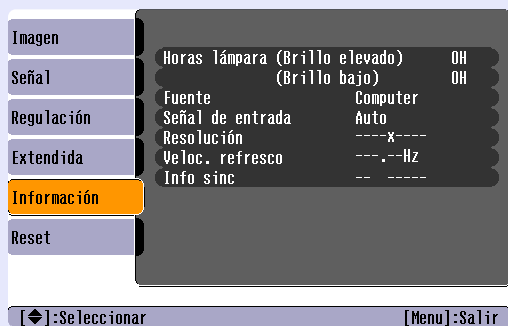 Imagen
Señal
Regulación
Extendida
Información
Reset
Horas lámpara (Brillo elevado) 0H
(Brillo bajo) 0H
Fuente Computer
Señal de entrada Auto
Resolución ----x----
Veloc. refresco ---.--Hz
Info sinc -- -----
[◆]:Seleccionar [Menu]:Salir